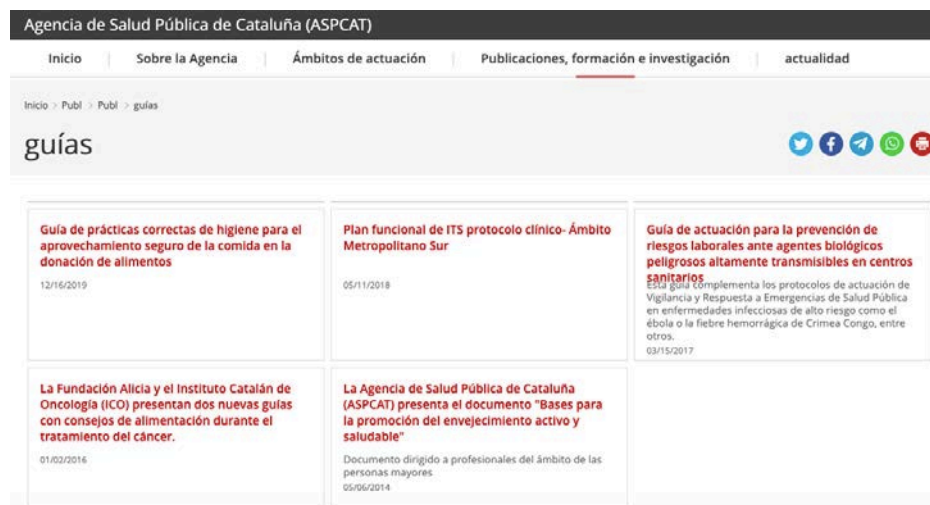 Agencia de Salud Pública de Cataluña (ASPCAT)
Inicio
Sobre la Agencia
Ámbitos de actuación
Publicaciones, formación e investigación
actualidad
Inicio > Publ > Publ > guías
guías
Guía de prácticas correctas de higiene para el
aprovechamiento seguro de la comida en la
donación de alimentos
12/16/2019
Plan funcional de ITS protocolo clínico- Ámbito
Metropolitano Sur
05/11/2018
Guía de actuación para la prevención de
riesgos laborales ante agentes biológicos
peligrosos altamente transmisibles en centros
sanitarios
Esta guía complementa los protocolos de actuación de
Vigilancia y Respuesta a Emergencias de Salud Pública
en enfermedades infecciosas de alto riesgo como el
ébola o la fiebre hemorrágica de Crimea Congo, entre
otros.
03/15/2017
La Fundación Alicia y el Instituto Catalán de
Oncología (ICO) presentan dos nuevas guías
con consejos de alimentación durante el
tratamiento del cáncer.
01/02/2016
La Agencia de Salud Pública de Cataluña
(ASPCAT) presenta el documento "Bases para
la promoción del envejecimiento activo y
saludable"
Documento dirigido a profesionales del ámbito de las
personas mayores
05/06/2014